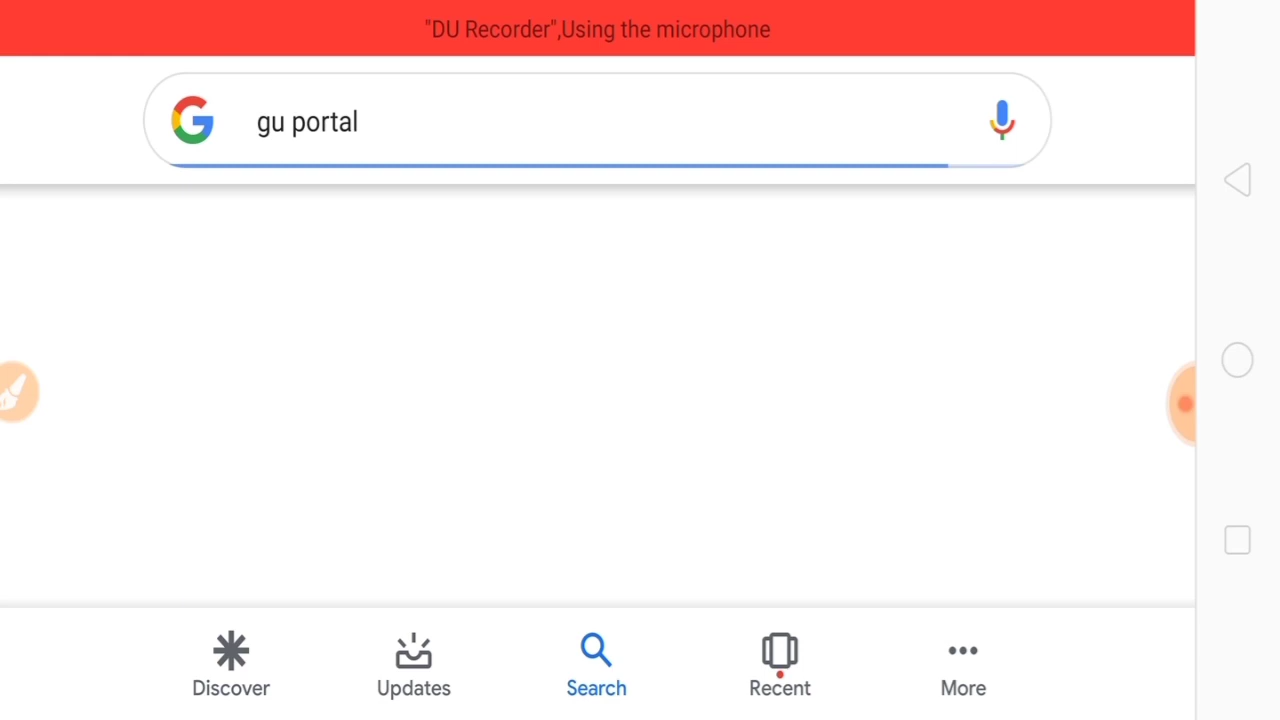 "DU Recorder",Using the microphone
gu portal
Discover
Updates
Search
Recent
More